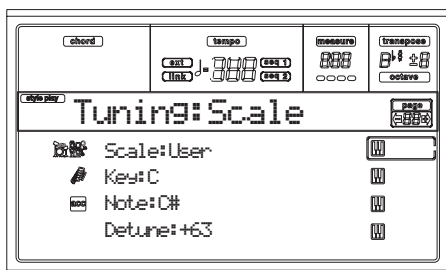 chord tempo measure transpose
ext seq 1
link seq 2
octave
style play Tuning:Scale page
Scale:User
Key:C
acc Note:C#
Detune:+63